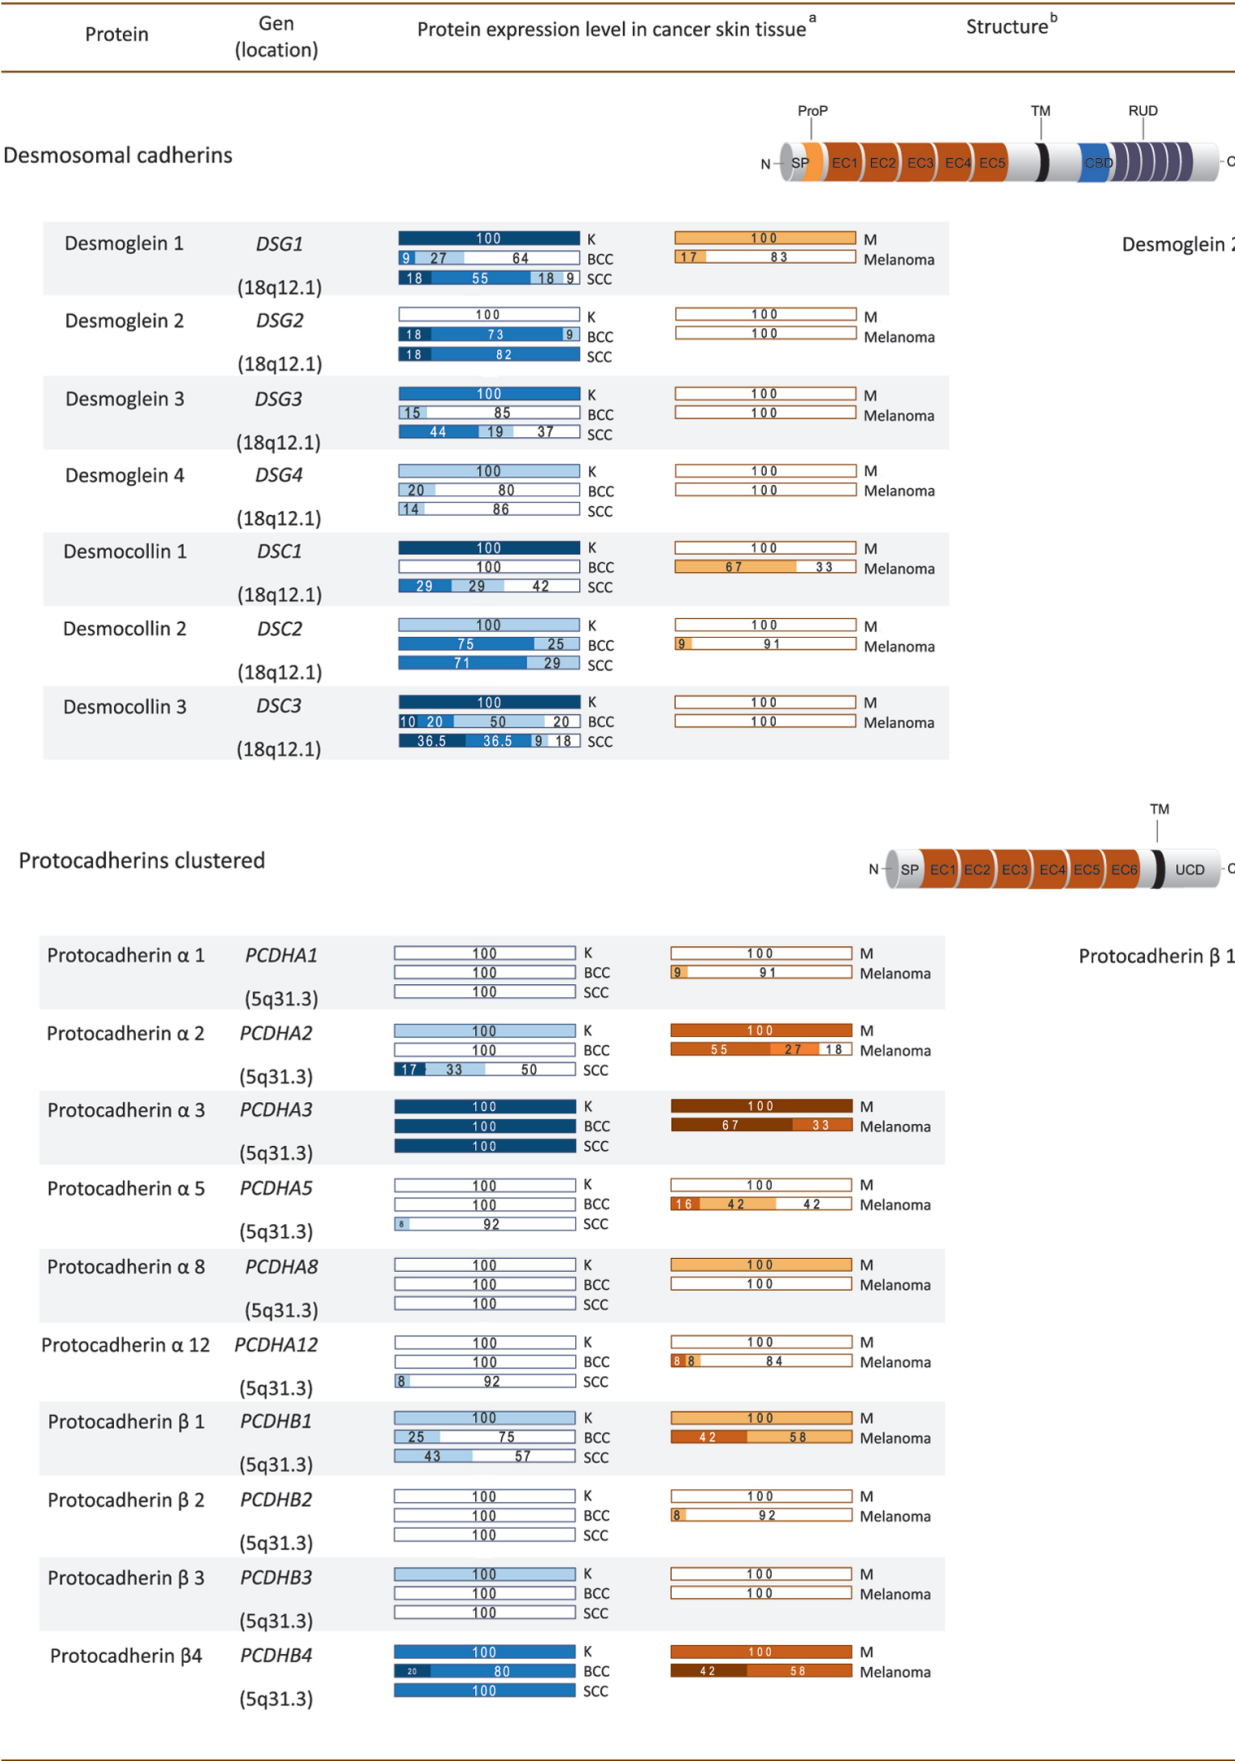 Protein
Gen
(location)
Protein expression level in cancer skin tissue a
Structure b
Desmosomal cadherins
ProP TM RUD
N SP EC1 EC2 EC3 EC4 EC5 CBD C
Desmoglein 1 DSG1 100 K 100 M Desmoglein 2
9 27 64 BCC 17 83 Melanoma
(18q12.1) 18 55 18 9 SCC
Desmoglein 2 DSG2 100 K 100 M
18 73 9 BCC 100 Melanoma
(18q12.1) 18 82 SCC
Desmoglein 3 DSG3 100 K 100 M
15 85 BCC 100 Melanoma
(18q12.1) 44 19 37 SCC
Desmoglein 4 DSG4 100 K 100 M
20 80 BCC 100 Melanoma
(18q12.1) 14 86 SCC
Desmocollin 1 DSC1 100 K 100 M
100 BCC 67 33 Melanoma
(18q12.1) 29 29 42 SCC
Desmocollin 2 DSC2 100 K 100 M
75 25 BCC 9 91 Melanoma
(18q12.1) 71 29 SCC
Desmocollin 3 DSC3 100 K 100 M
10 20 50 20 BCC 100 Melanoma
(18q12.1) 36.5 36.5 9 18 SCC
Protocadherins clustered
TM
N SP EC1 EC2 EC3 EC4 EC5 EC6 UCD C
Protocadherin α 1 PCDHA1 100 K 100 M Protocadherin β 1
100 BCC 9 91 Melanoma
(5q31.3) 100 SCC
Protocadherin α 2 PCDHA2 100 K 100 M
100 BCC 55 27 18 Melanoma
(5q31.3) 17 33 50 SCC
Protocadherin α 3 PCDHA3 100 K 100 M
100 BCC 67 33 Melanoma
(5q31.3) 100 SCC
Protocadherin α 5 PCDHA5 100 K 100 M
100 BCC 16 42 42 Melanoma
(5q31.3) 8 92 SCC
Protocadherin α 8 PCDHA8 100 K 100 M
100 BCC 100 Melanoma
(5q31.3) 100 SCC
Protocadherin α 12 PCDHA12 100 K 100 M
100 BCC 8 8 84 Melanoma
(5q31.3) 8 92 SCC
Protocadherin β 1 PCDHB1 100 K 100 M
25 75 BCC 42 58 Melanoma
(5q31.3) 43 57 SCC
Protocadherin β 2 PCDHB2 100 K 100 M
100 BCC 8 92 Melanoma
(5q31.3) 100 SCC
Protocadherin β 3 PCDHB3 100 K 100 M
100 BCC 100 Melanoma
(5q31.3) 100 SCC
Protocadherin β4 PCDHB4 100 K 100 M
20 80 BCC 42 58 Melanoma
(5q31.3) 100 SCC